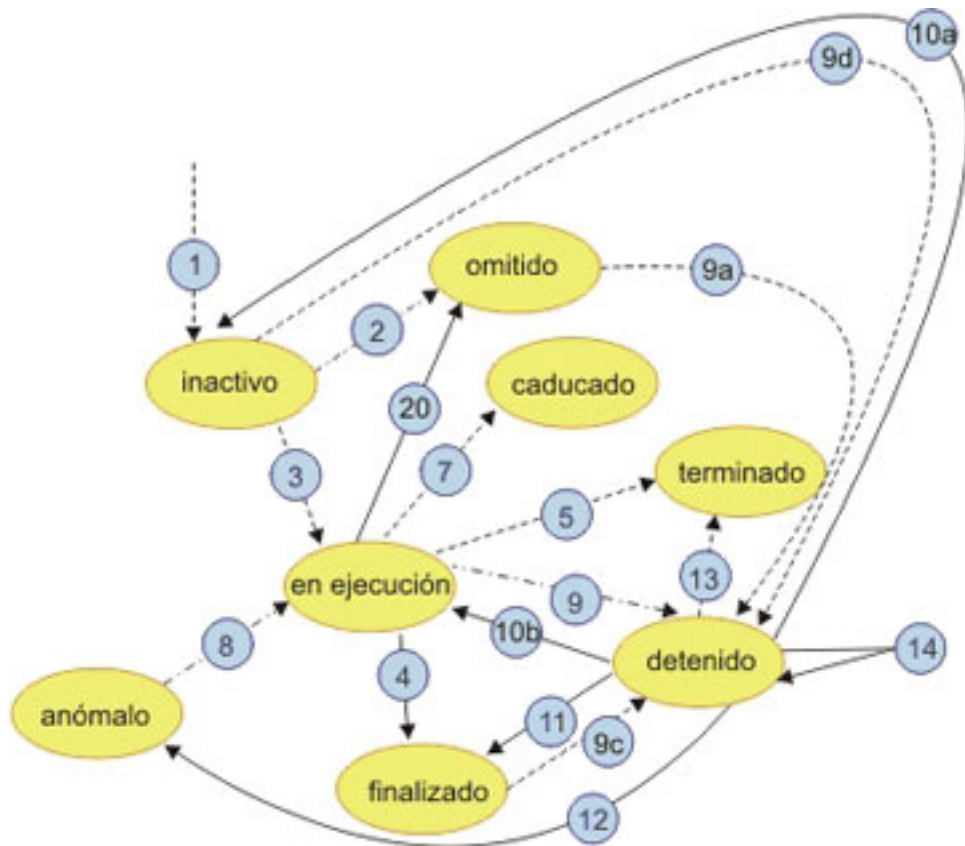 10a
9d
1
omitido
9a
2
inactivo
caducado
20
3
7
terminado
5
en ejecución
9
13
10b
8
4
detenido
14
anómalo
11
9c
finalizado
12